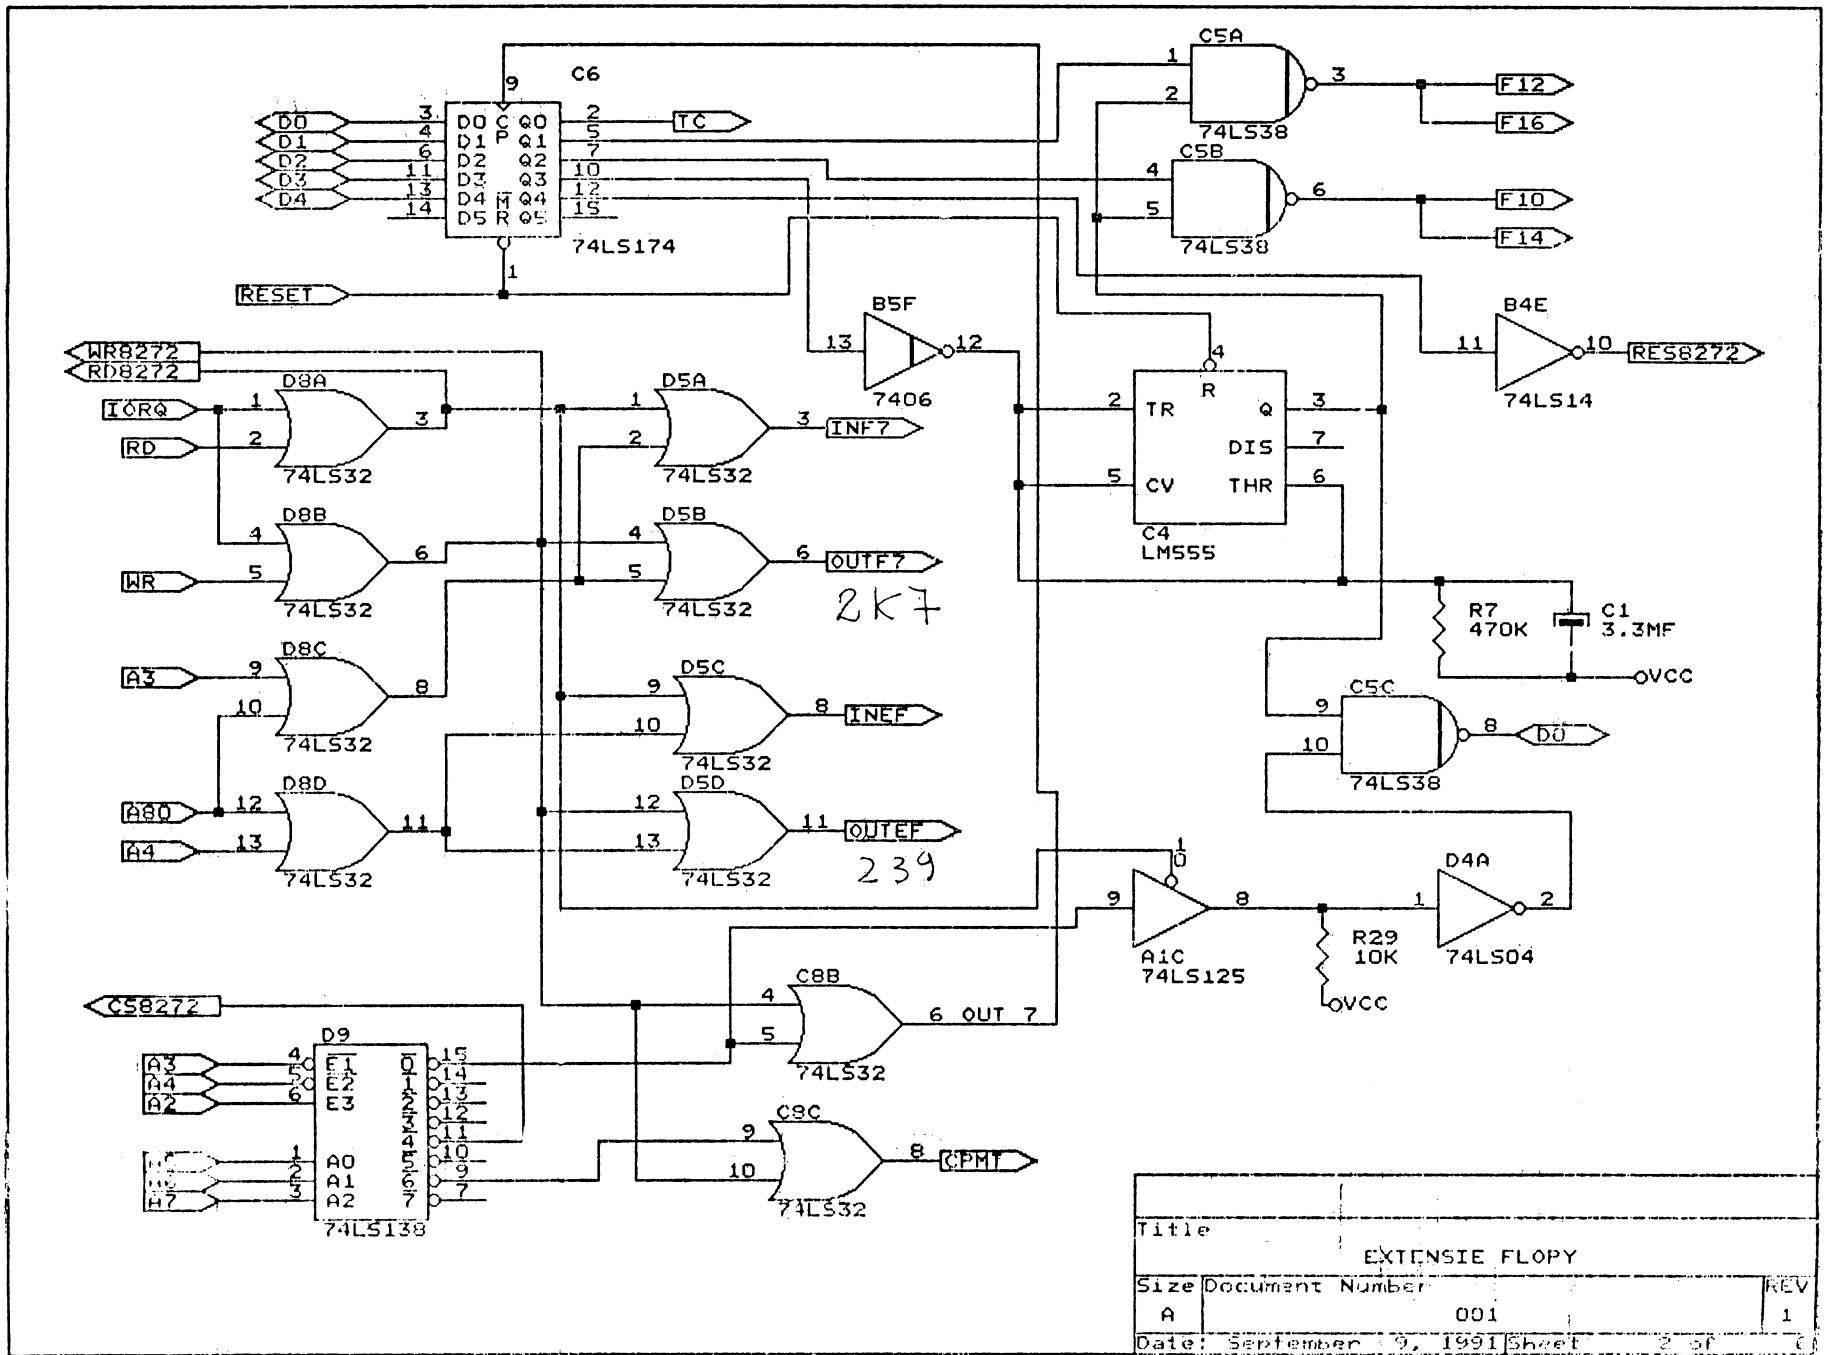 C5A
1
2
3
74LS38
F12
F16
C6
9
D0
D1
D2
D3
D4
3
4
6
11
13
14
D0 C Q0
D1 P Q1
D2 Q2
D3 Q3
D4 M Q4
D5 R Q5
2
5
7
10
12
15
TC
74LS174
1
RESET
C5B
4
5
6
74LS38
F10
F14
B5F
13
12
7406
B4E
11
10
74LS14
RES8272
WR8272
RD8272
IORQ
RD
D8A
1
2
3
74LS32
D5A
1
2
3
74LS32
INF7
4
R
2
TR
Q
3
DIS
7
5
CV
THR
6
C4
LM555
WR
D8B
4
5
6
74LS32
D5B
4
5
6
74LS32
OUTF7
2K7
R7
470K
C1
3.3MF
VCC
A3
D8C
9
10
8
74LS32
D5C
9
10
8
74LS32
INEF
C5C
9
10
8
74LS38
D0
A80
A4
D8D
12
13
11
74LS32
D5D
12
13
11
74LS32
OUTEF
239
10
9
8
A1C
74LS125
R29
10K
VCC
D4A
1
2
74LS04
CS8272
C8B
4
5
6 OUT 7
74LS32
D9
A3
A4
A2
4
5
6
E1
E2
E3
A7
1
2
3
A0
A1
A2
0
1
2
3
4
5
6
7
15
14
13
12
11
10
9
7
74LS138
C8C
9
10
8
CPMT
74LS32
Title
EXTENSIE FLOPY
Size Document Number REV
A 001 1
Date: September 9, 1991 Sheet 2 of